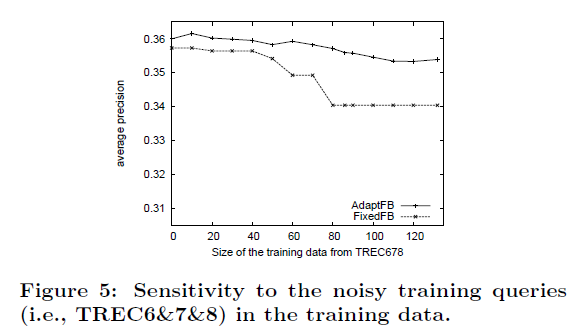 0.36
0.35
0.34
0.33
0.32
0.31
average precision
AdaptFB
FixedFB
0 20 40 60 80 100 120
Size of the training data from TREC678
Figure 5: Sensitivity to the noisy training queries
(i.e., TREC6&7&8) in the training data.